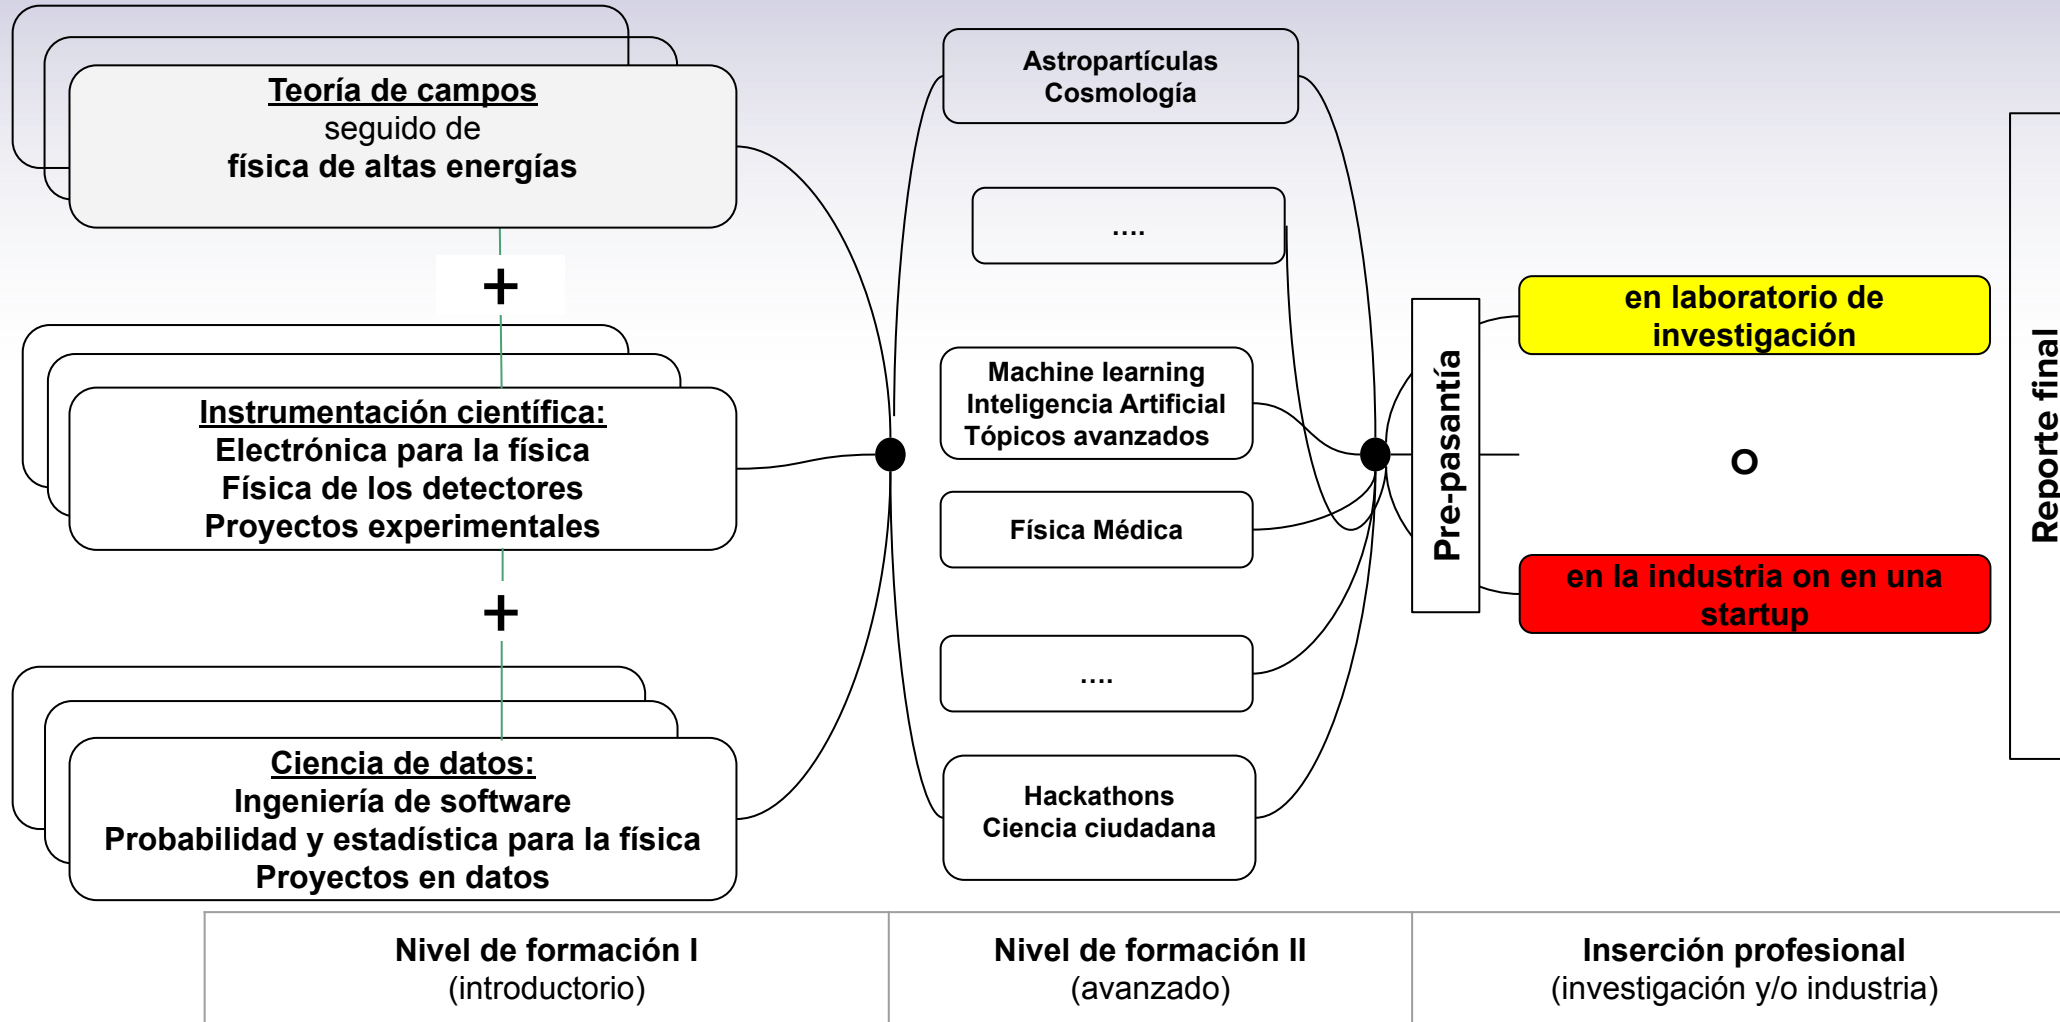 Teoría de campos
seguido de
física de altas energías
+
Instrumentación científica:
Electrónica para la física
Física de los detectores
Proyectos experimentales
+
Ciencia de datos:
Ingeniería de software
Probabilidad y estadística para la física
Proyectos en datos
Astropartículas
Cosmología
....
Machine learning
Inteligencia Artificial
Tópicos avanzados
Física Médica
....
Hackathons
Ciencia ciudadana
Pre-pasantía
en laboratorio de
investigación
O
en la industria on en una
startup
Reporte final
Nivel de formación I
(introductorio)
Nivel de formación II
(avanzado)
Inserción profesional
(investigación y/o industria)